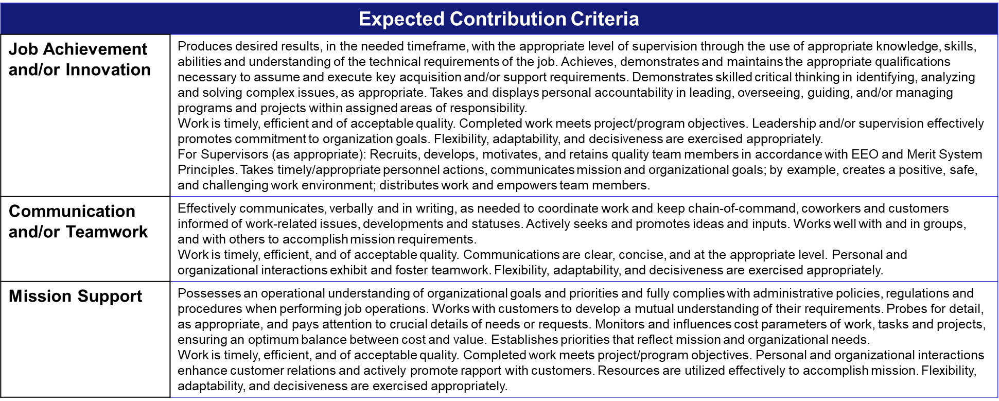 Expected Contribution Criteria
Job Achievement
and/or Innovation
Produces desired results, in the needed timeframe, with the appropriate level of supervision through the use of appropriate knowledge, skills,
abilities and understanding of the technical requirements of the job. Achieves, demonstrates and maintains the appropriate qualifications
necessary to assume and execute key acquisition and/or support requirements. Demonstrates skilled critical thinking in identifying, analyzing
and solving complex issues, as appropriate. Takes and displays personal accountability in leading, overseeing, guiding, and/or managing
programs and projects within assigned areas of responsibility.
Work is timely, efficient and of acceptable quality. Completed work meets project/program objectives. Leadership and/or supervision effectively
promotes commitment to organization goals. Flexibility, adaptability, and decisiveness are exercised appropriately.
For Supervisors (as appropriate): Recruits, develops, motivates, and retains quality team members in accordance with EEO and Merit System
Principles. Takes timely/appropriate personnel actions, communicates mission and organizational goals; by example, creates a positive, safe,
and challenging work environment; distributes work and empowers team members.
Communication
and/or Teamwork
Effectively communicates, verbally and in writing, as needed to coordinate work and keep chain-of-command, coworkers and customers
informed of work-related issues, developments and statuses. Actively seeks and promotes ideas and inputs. Works well with and in groups,
and with others to accomplish mission requirements.
Work is timely, efficient, and of acceptable quality. Communications are clear, concise, and at the appropriate level. Personal and
organizational interactions exhibit and foster teamwork. Flexibility, adaptability, and decisiveness are exercised appropriately.
Mission Support
Possesses an operational understanding of organizational goals and priorities and fully complies with administrative policies, regulations and
procedures when performing job operations. Works with customers to develop a mutual understanding of their requirements. Probes for detail,
as appropriate, and pays attention to crucial details of needs or requests. Monitors and influences cost parameters of work, tasks and projects,
ensuring an optimum balance between cost and value. Establishes priorities that reflect mission and organizational needs.
Work is timely, efficient, and of acceptable quality. Completed work meets project/program objectives. Personal and organizational interactions
enhance customer relations and actively promote rapport with customers. Resources are utilized effectively to accomplish mission. Flexibility,
adaptability, and decisiveness are exercised appropriately.